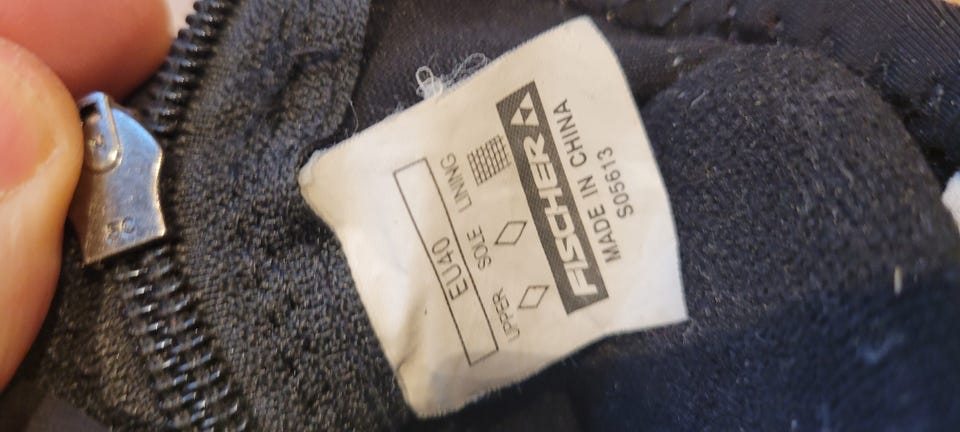 FISCHER
MADE IN CHINA
S05613
UPPER SOLE LINING
EU40